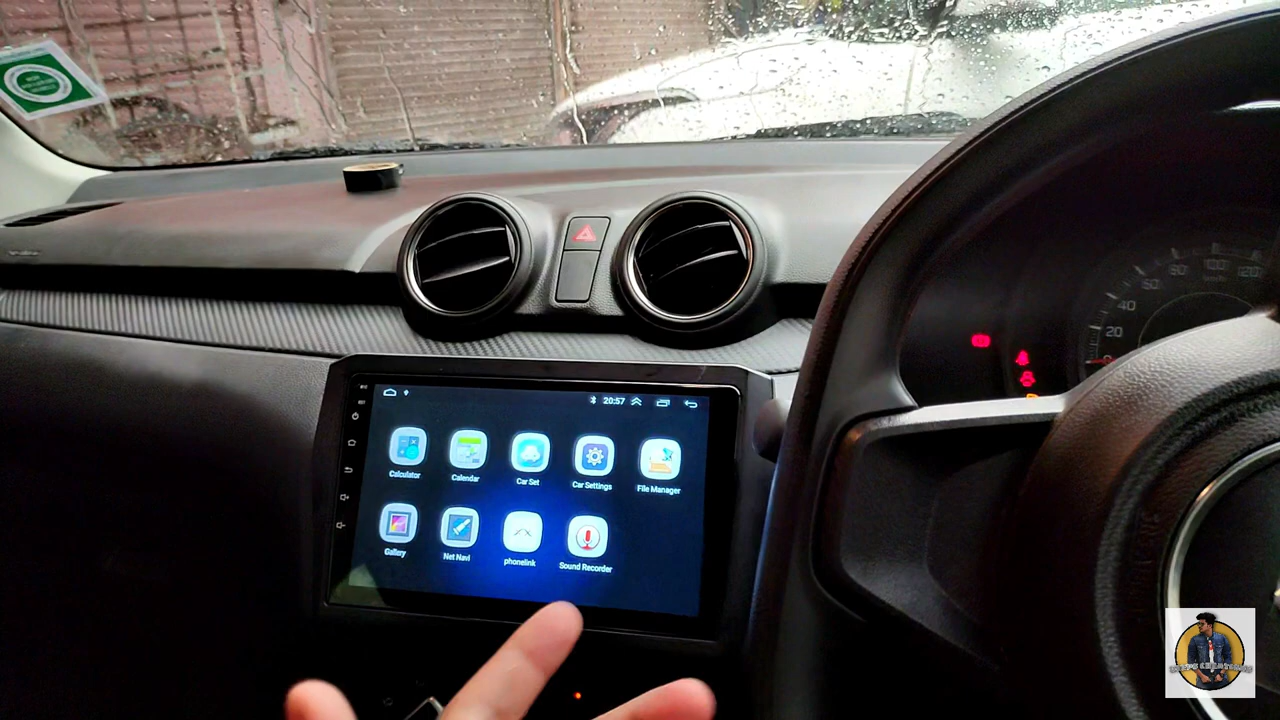 20:57
Calculator
Calendar
Car Set
Car Settings
File Manager
Gallery
Net Navi
phonelink
Sound Recorder
20
40
60
80
100
120